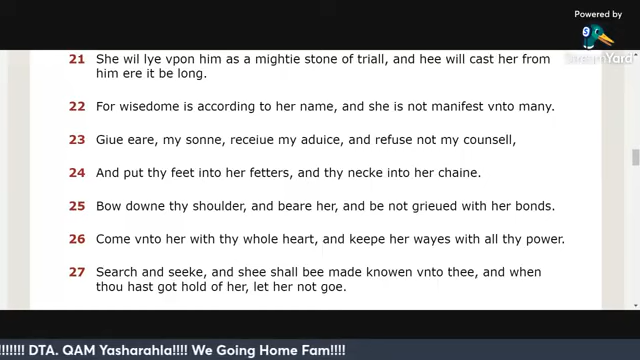 Powered by
StreamYard
21 She wil lye vpon him as a mightie stone of triall, and hee will cast her from
him ere it be long.
22 For wisedome is according to her name, and she is not manifest vnto many.
23 Giue eare, my sonne, receiue my aduice, and refuse not my counsell,
24 And put thy feet into her fetters, and thy necke into her chaine.
25 Bow downe thy shoulder, and beare her, and be not grieued with her bonds.
26 Come vnto her with thy whole heart, and keepe her wayes with all thy power.
27 Search and seeke, and shee shall bee made knowen vnto thee, and when
thou hast got hold of her, let her not goe.
!!!!!!! DTA. QAM Yasharahla!!!! We Going Home Fam!!!!